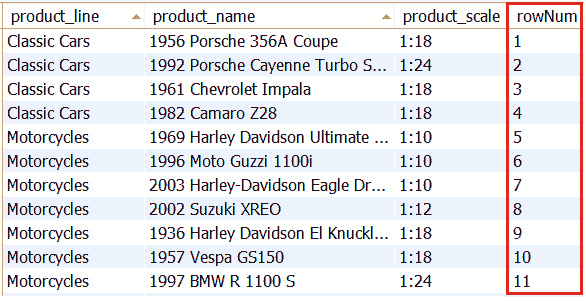 product_line product_name product_scale rowNum
Classic Cars 1956 Porsche 356A Coupe 1:18 1
Classic Cars 1992 Porsche Cayenne Turbo S... 1:24 2
Classic Cars 1961 Chevrolet Impala 1:18 3
Classic Cars 1982 Camaro Z28 1:18 4
Motorcycles 1969 Harley Davidson Ultimate ... 1:10 5
Motorcycles 1996 Moto Guzzi 1100i 1:10 6
Motorcycles 2003 Harley-Davidson Eagle Dr... 1:10 7
Motorcycles 2002 Suzuki XREO 1:12 8
Motorcycles 1936 Harley Davidson El Knuckl... 1:18 9
Motorcycles 1957 Vespa GS150 1:18 10
Motorcycles 1997 BMW R 1100 S 1:24 11